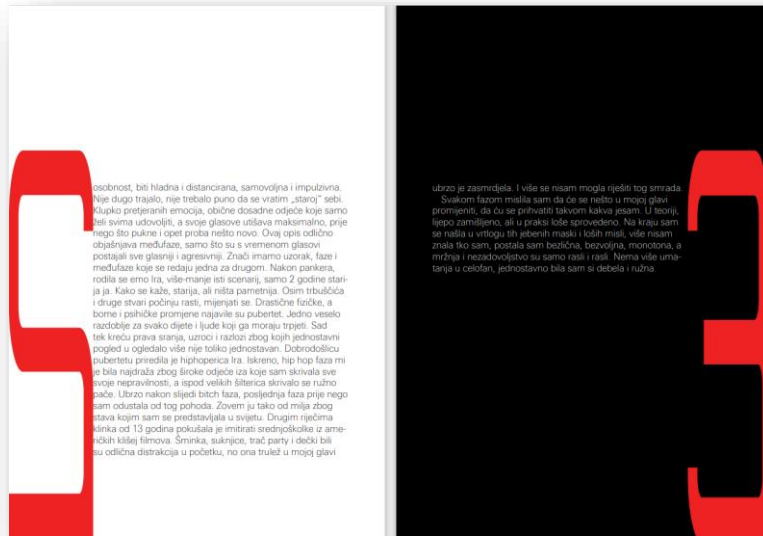 S
osobnost, biti hladna i distancirana, samovoljna i impulzivna.
Nije dugo trajalo, nije trebalo puno da se vratim „staroj” sebi.
Klupko pretjeranih emocija, obične dosadne odjeće koje samo
želi svima udovoljiti, a svoje glasove utišava maksimalno, prije
nego što pukne i opet proba nešto novo. Ovaj opis odlično
objašnjava međufaze, samo što su s vremenom glasovi
postajali sve glasniji i agresivniji. Znači imamo uzorak, faze i
međufaze koje se redaju jedna za drugom. Nakon pankera,
rodila se emo Ira, više-manje isti scenarij, samo 2 godine stari-
ja ja. Kako se kaže, starija, ali ništa pametnija. Osim trbuščića
i druge stvari počinju rasti, mijenjati se. Drastične fizičke, a
bome i psihičke promjene najavile su pubertet. Jedno veselo
razdoblje za svako dijete i ljude koji ga moraju trpjeti. Sad
tek kreću prava sranja, uzroci i razlozi zbog kojih jednostavni
pogled u ogledalo više nije toliko jednostavan. Dobrodošlicu
pubertetu priredila je hiphoperica Ira. Iskreno, hip hop faza mi
je bila najdraža zbog široke odjeće iza koje sam skrivala sve
svoje nepravilnosti, a ispod velikih šilterica skrivalo se ružno
pače. Ubrzo nakon slijedi bitch faza, posljednja faza prije nego
sam odustala od tog pohoda. Zovem ju tako od milja zbog
stava kojim sam se predstavljala u svijetu. Drugim riječima
klinka od 13 godina pokušala je imitirati srednjoškolke iz ame-
ričkih klišej filmova. Šminka, suknjice, trač party i dečki bili
su odlična distrakcija u početku, no ona trulež u mojoj glavi
ubrzo je zasmrdjela. I više se nisam mogla riješiti tog smrada.
Svakom fazom mislila sam da će se nešto u mojoj glavi
promijeniti, da ću se prihvatiti takvom kakva jesam. U teoriji,
lijepo zamišljeno, ali u praksi loše sprovedeno. Na kraju sam
se našla u vrtlogu tih jebenih maski i loših misli, više nisam
znala tko sam, postala sam bezlična, bezvoljna, monotona, a
mržnja i nezadovoljstvo su samo rasli i rasli. Nema više uma-
tanja u celofan, jednostavno bila sam si debela i ružna.
3